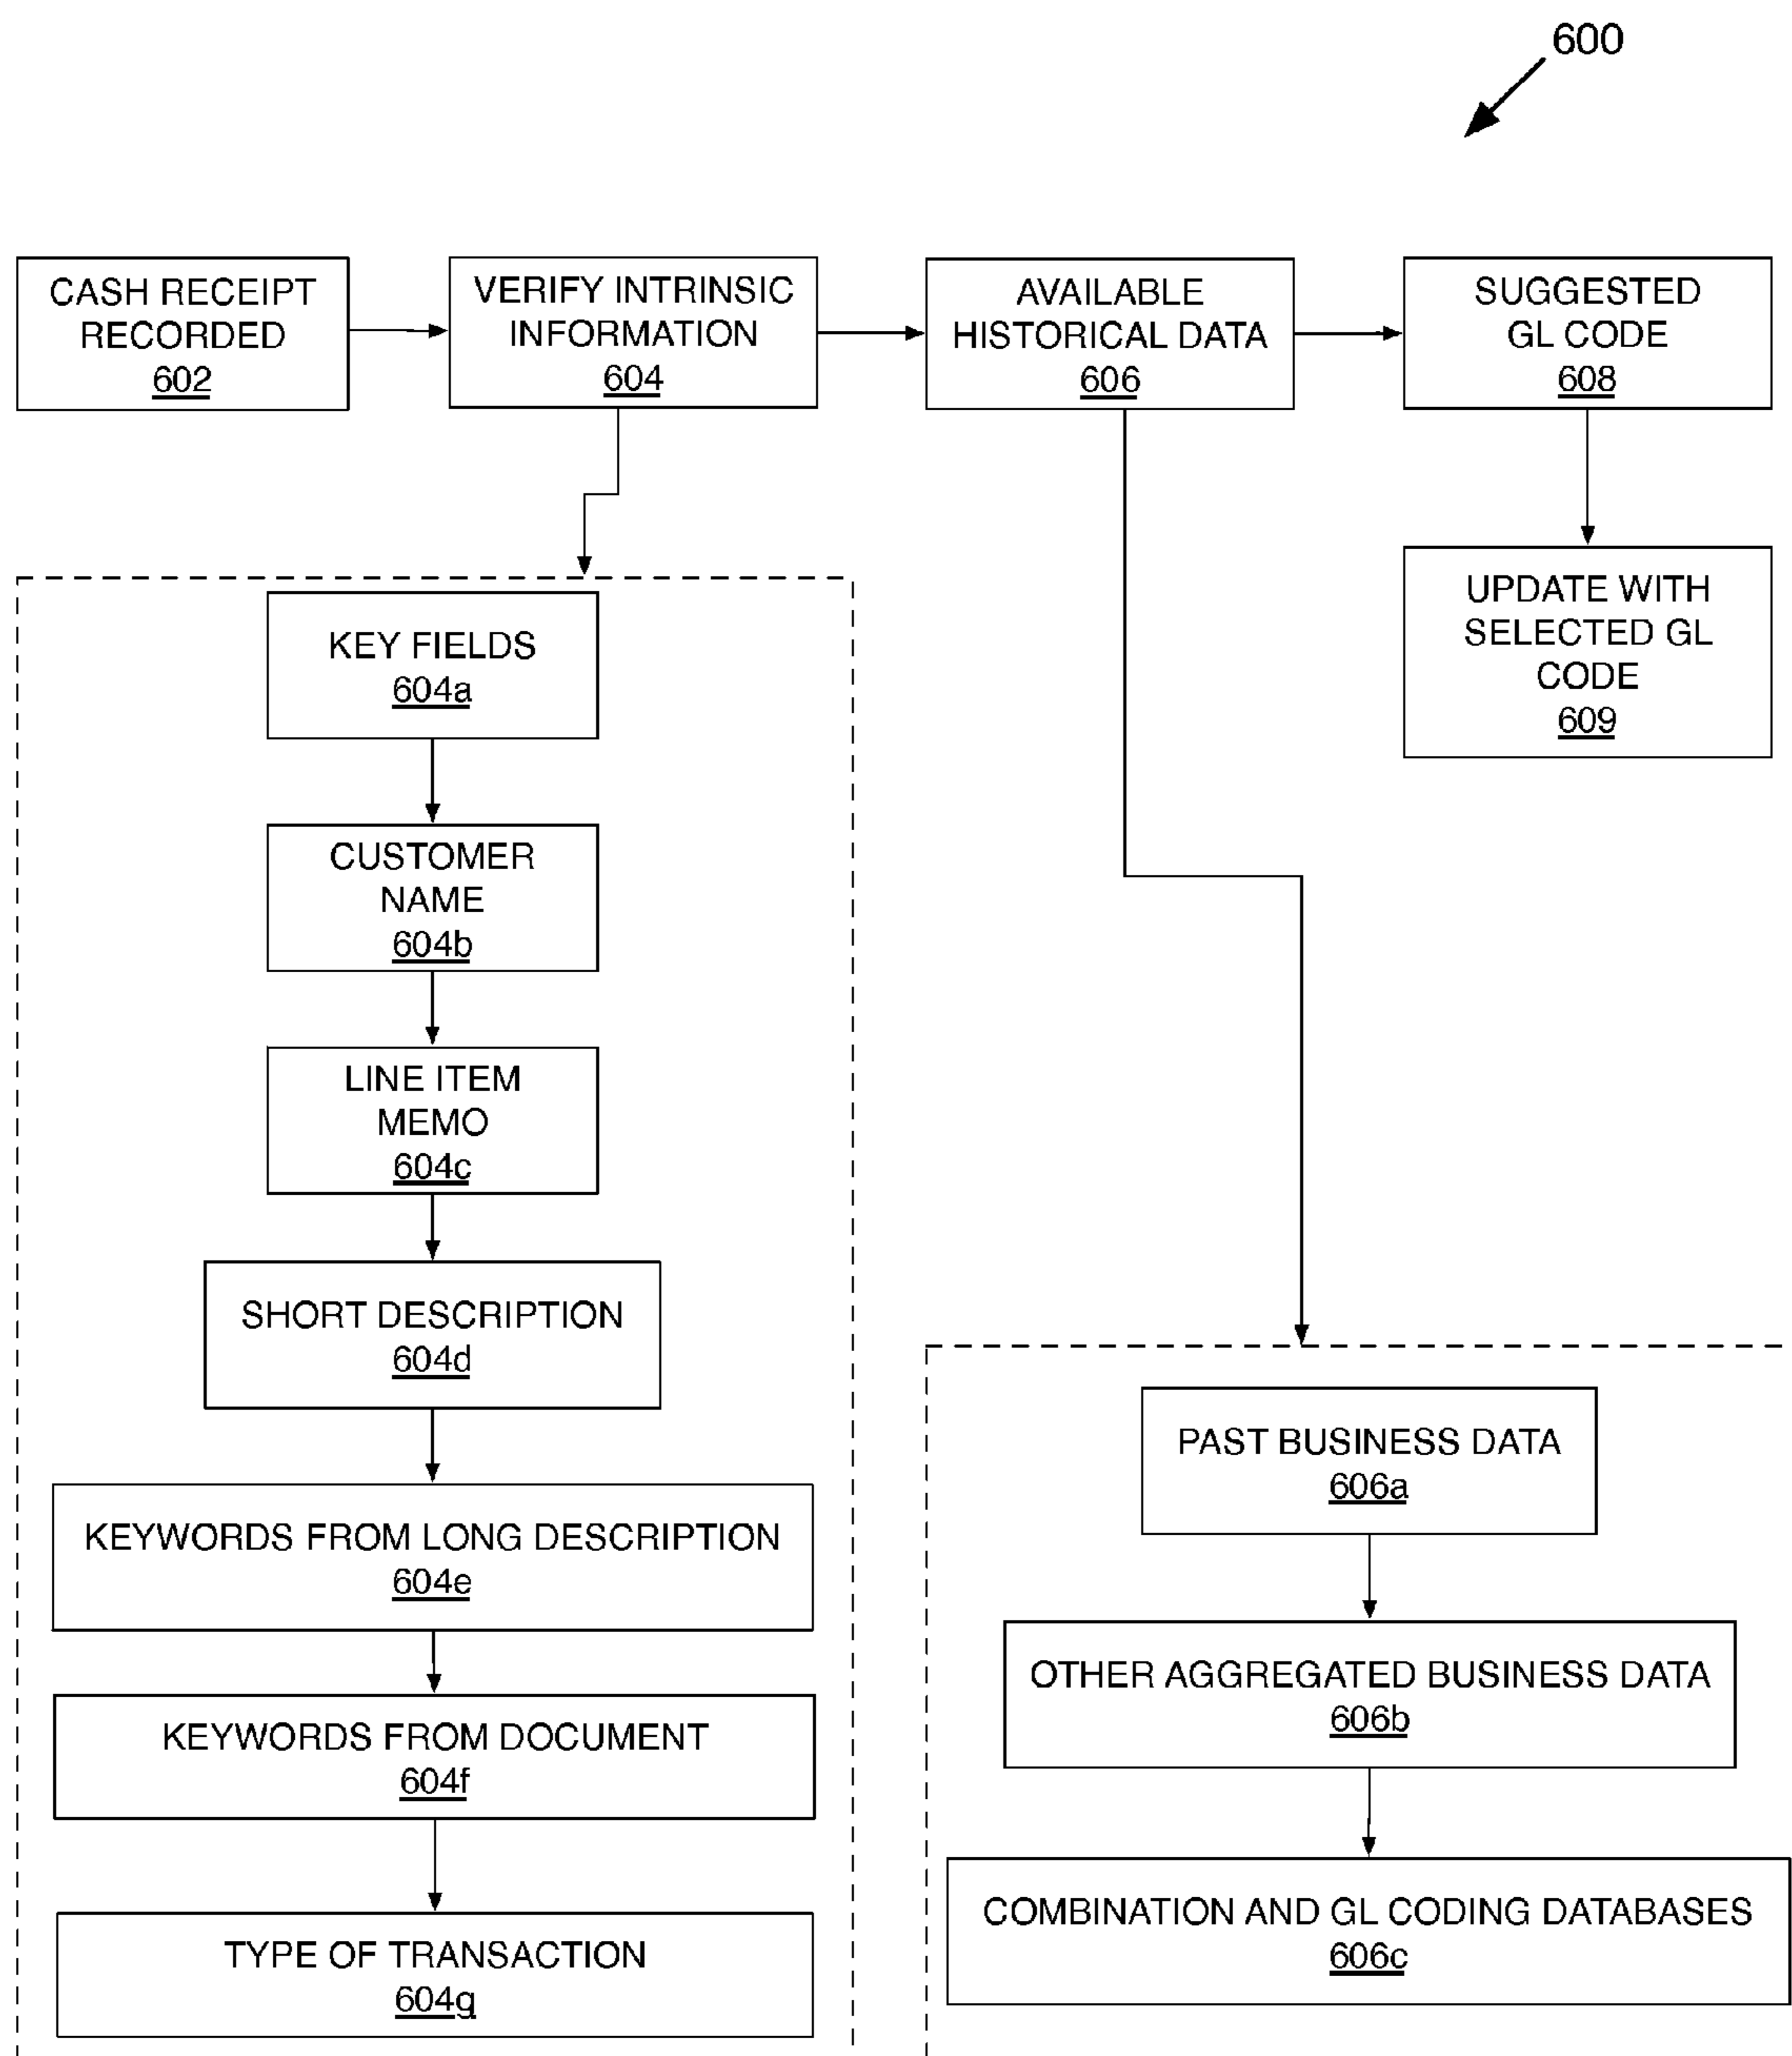 600
CASH RECEIPT
RECORDED
602
VERIFY INTRINSIC
INFORMATION
604
AVAILABLE
HISTORICAL DATA
606
SUGGESTED
GL CODE
608
UPDATE WITH
SELECTED GL
CODE
609
KEY FIELDS
604a
CUSTOMER
NAME
604b
LINE ITEM
MEMO
604c
SHORT DESCRIPTION
604d
KEYWORDS FROM LONG DESCRIPTION
604e
KEYWORDS FROM DOCUMENT
604f
TYPE OF TRANSACTION
604g
PAST BUSINESS DATA
606a
OTHER AGGREGATED BUSINESS DATA
606b
COMBINATION AND GL CODING DATABASES
606c